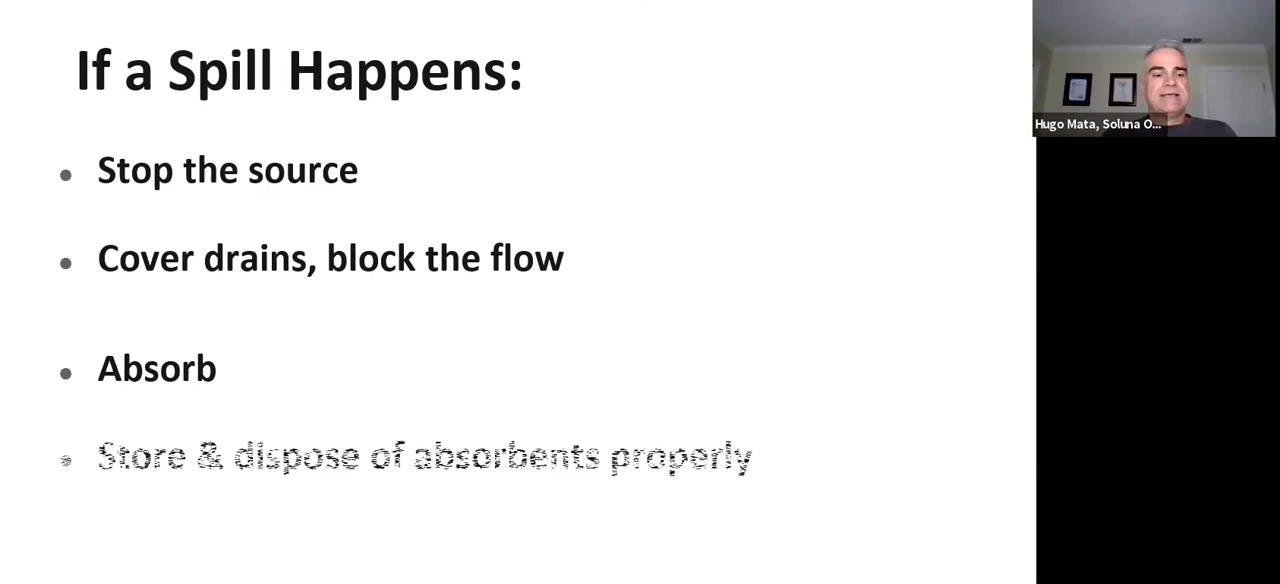 If a Spill Happens:
Stop the source
Cover drains, block the flow
Absorb
Store & dispose of absorbents properly
Hugo Mata, Soluna O...